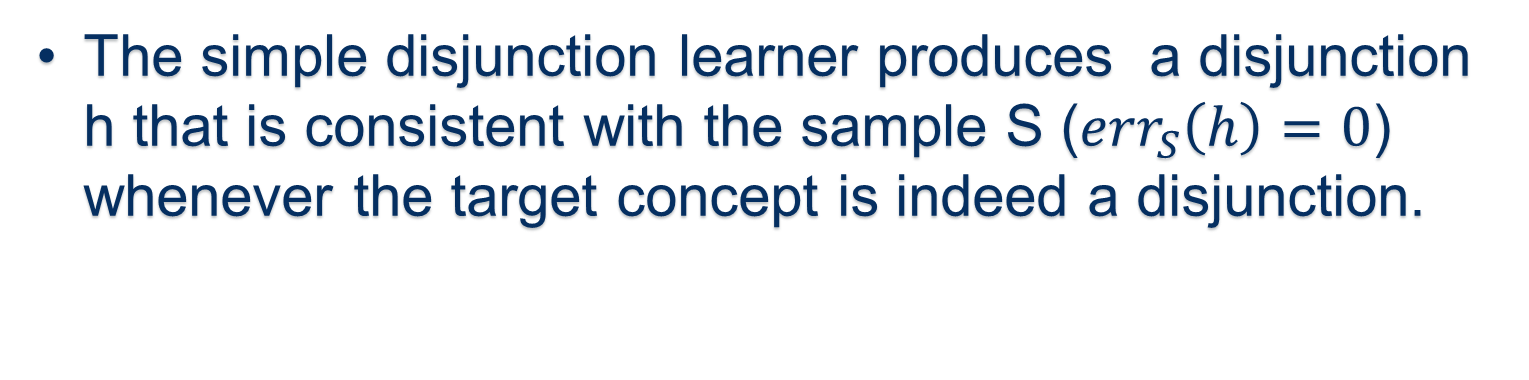 • The simple disjunction learner produces  a disjunction
h that is consistent with the sample S (𝑒𝑟𝑟_𝑆(ℎ) = 0)
whenever the target concept is indeed a disjunction.